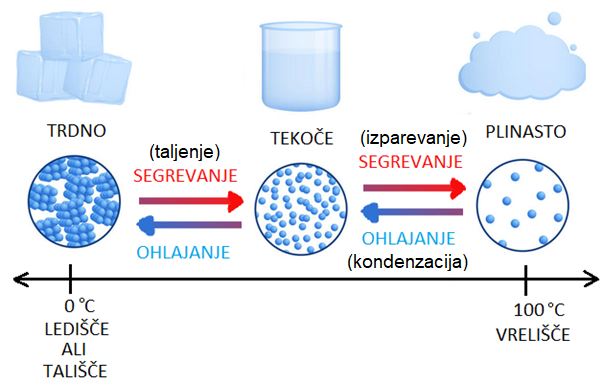 TRDNO
TEKOČE
PLINASTO
(taljenje)
SEGREVANJE
OHLAJANJE
(izparevanje)
SEGREVANJE
OHLAJANJE
(kondenzacija)
0 °C
LEDIŠČE
ALI
TALIŠČE
100 °C
VRELIŠČE